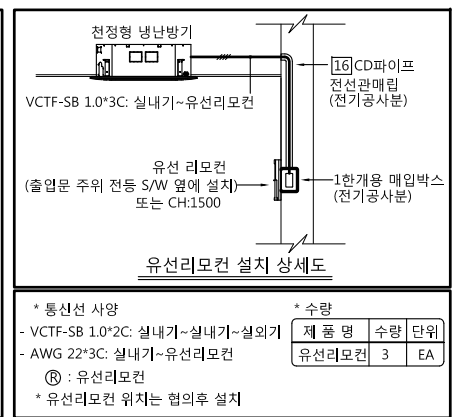 천정형 냉난방기
16 CD파이프
전선관매립
(전기공사분)
VCTF-SB 1.0*3C: 실내기~유선리모컨
유선 리모컨
(출입문 주위 전등 S/W 옆에 설치)
또는 CH:1500
1한개용 매입박스
(전기공사분)
유선리모컨 설치 상세도
* 통신선 사양
- VCTF-SB 1.0*2C: 실내기~실내기~실외기
- AWG 22*3C: 실내기~유선리모컨
Ⓡ : 유선리모컨
* 유선리모컨 위치는 협의후 설치
* 수량
제 품 명 수량 단위
유선리모컨 3 EA